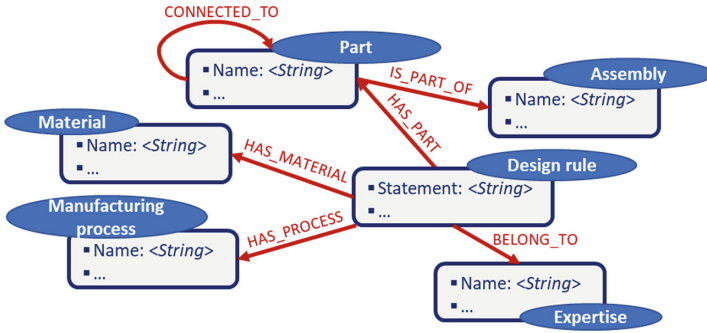 CONNECTED_TO
Part
▪ Name: <String>
▪ ...
IS_PART_OF
Assembly
▪ Name: <String>
▪ ...
HAS_PART
Material
▪ Name: <String>
▪ ...
HAS_MATERIAL
Design rule
▪ Statement: <String>
▪ ...
Manufacturing
process
▪ Name: <String>
▪ ...
HAS_PROCESS
BELONG_TO
▪ Name: <String>
▪ ...
Expertise